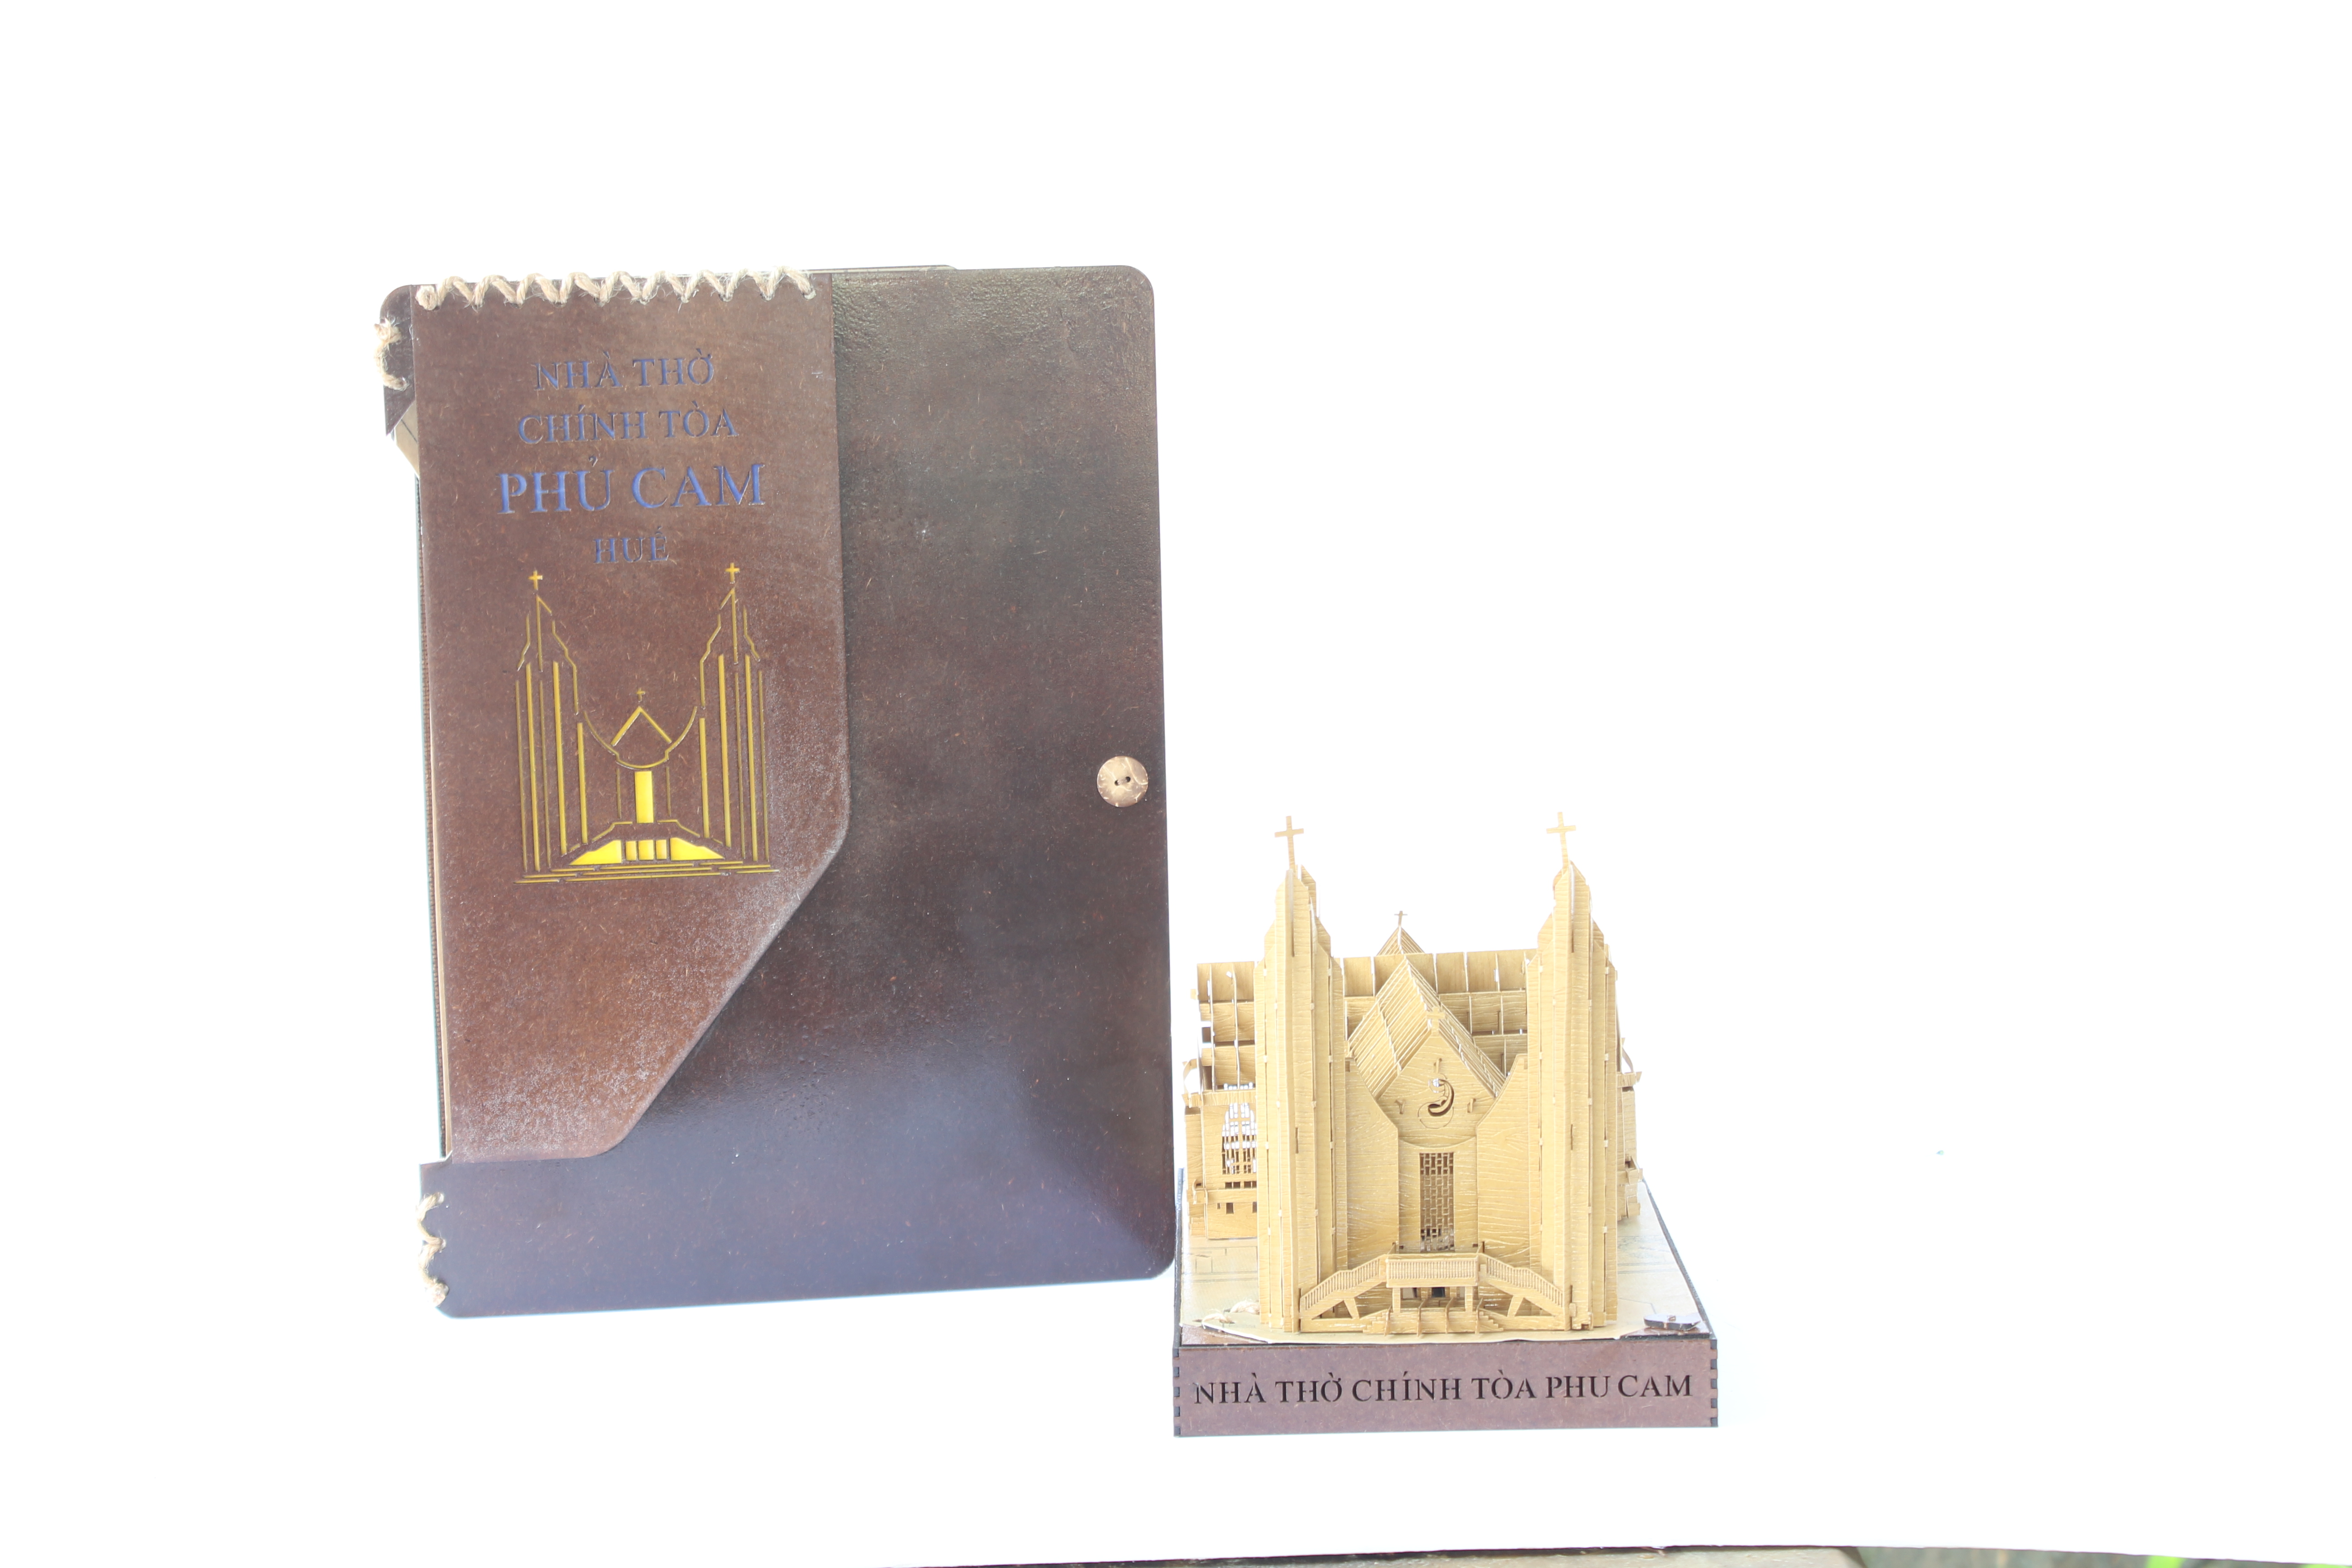 NHÀ THỜ
CHÍNH TÒA
PHỦ CAM
HUẾ
NHÀ THỜ CHÍNH TÒA PHU CAM